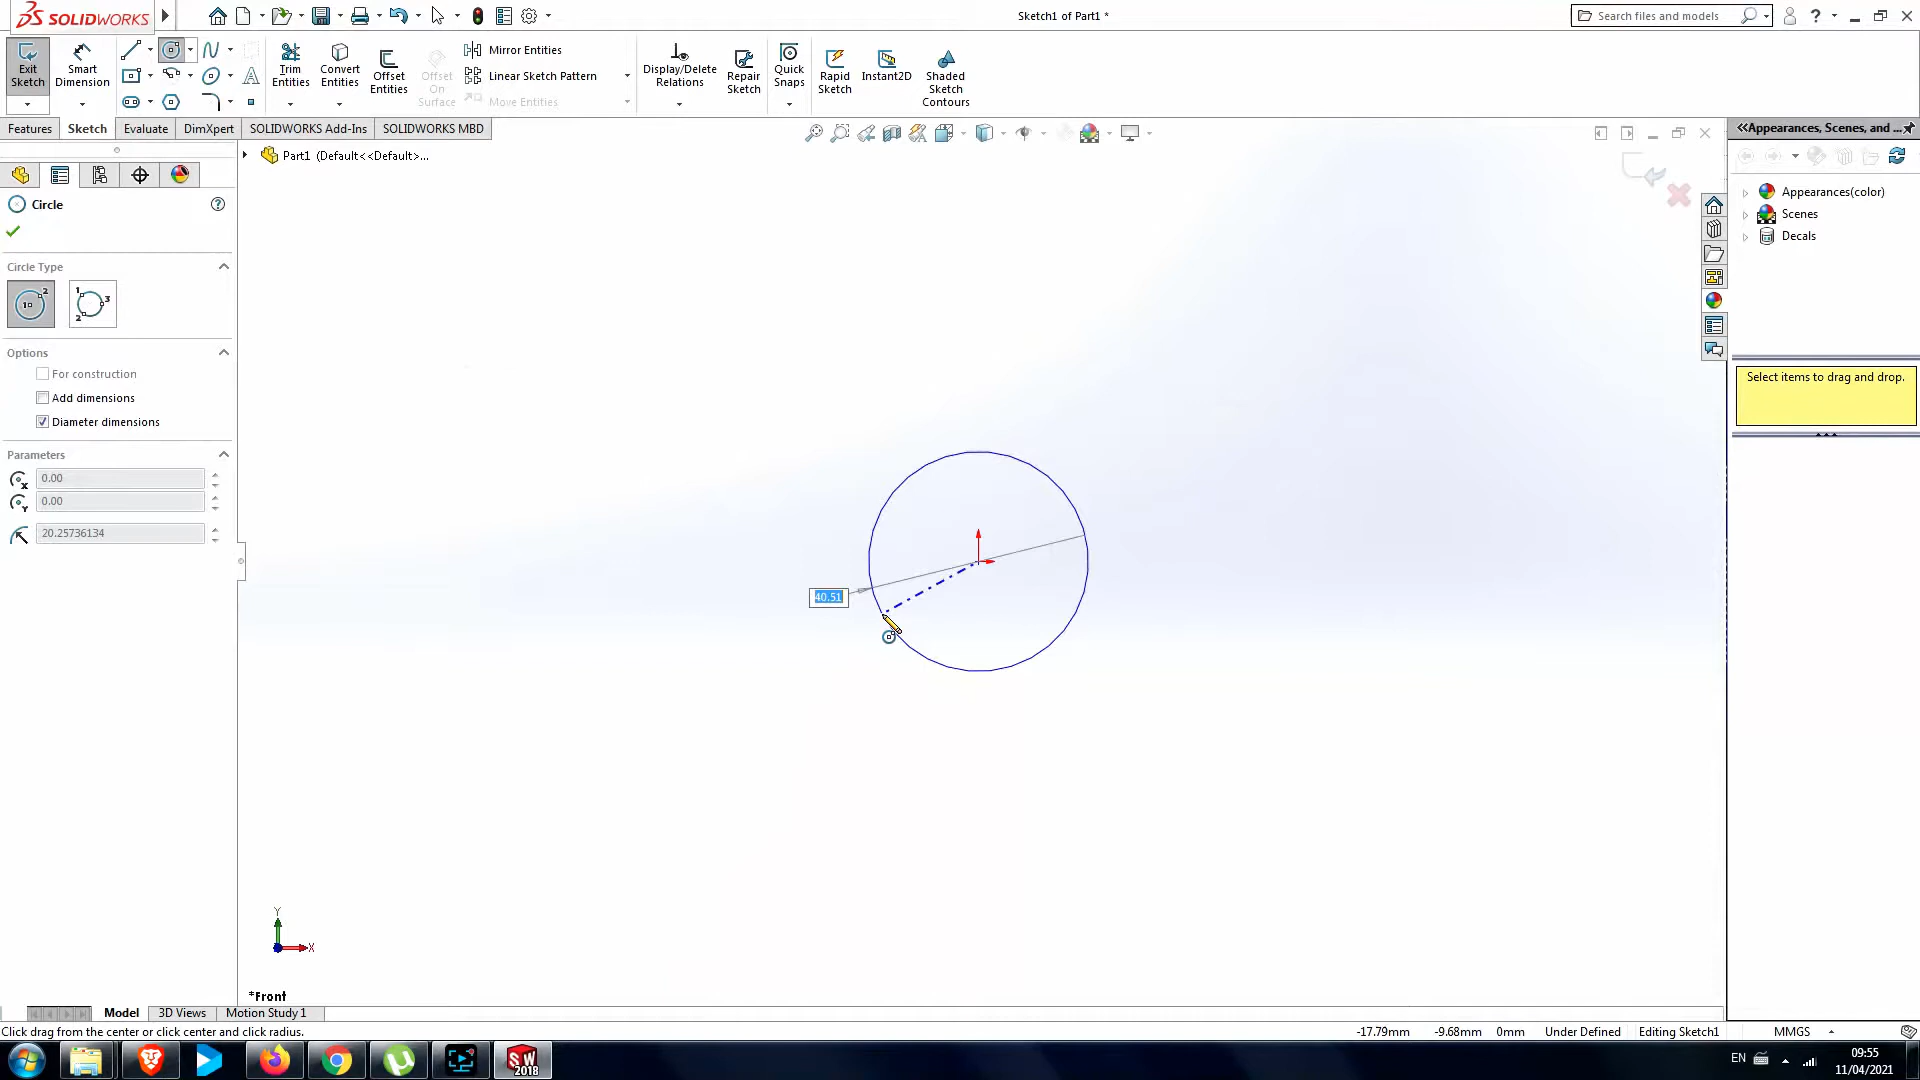 SOLIDWORKS
Sketch1 of Part1 *
Search files and models
Exit Sketch
Smart Dimension
Trim Entities
Convert Entities
Offset Entities
Offset On Surface
Mirror Entities
Linear Sketch Pattern
Move Entities
Display/Delete Relations
Repair Sketch
Quick Snaps
Rapid Sketch
Instant2D
Shaded Sketch Contours
Features
Sketch
Evaluate
DimXpert
SOLIDWORKS Add-Ins
SOLIDWORKS MBD
Part1 (Default<<Default>...
Appearances, Scenes, and ...
Circle
Circle Type
Options
For construction
Add dimensions
Diameter dimensions
Parameters
0.00
0.00
20.25736134
40.51
Appearances(color)
Scenes
Decals
Select items to drag and drop.
Y
X
*Front
Model
3D Views
Motion Study 1
Click drag from the center or click center and click radius.
-17.79mm
-9.68mm
0mm
Under Defined
Editing Sketch1
MMGS
SW
2018
EN
09:55
11/04/2021